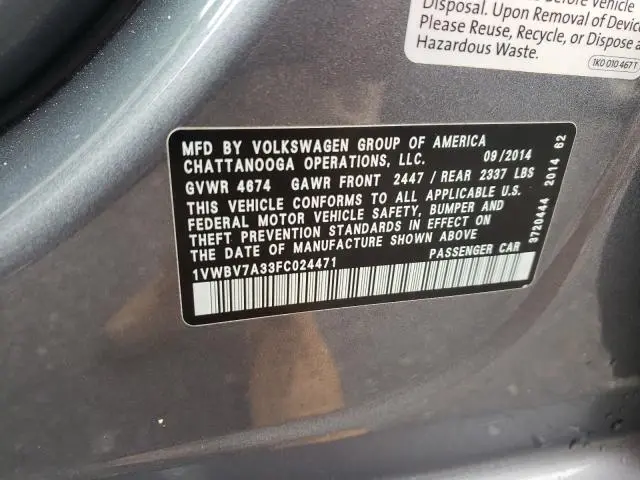 Before Vehicle
Disposal. Upon Removal of Device
Please Reuse, Recycle, or Dispose a
Hazardous Waste.
1K0 010 467 T
MFD BY VOLKSWAGEN GROUP OF AMERICA
CHATTANOOGA OPERATIONS, LLC. 09/2014
GVWR 4674 GAWR FRONT 2447 / REAR 2337 LBS
THIS VEHICLE CONFORMS TO ALL APPLICABLE U.S.
FEDERAL MOTOR VEHICLE SAFETY, BUMPER AND
THEFT PREVENTION STANDARDS IN EFFECT ON
THE DATE OF MANUFACTURE SHOWN ABOVE
1VWBV7A33FC024471 PASSENGER CAR
3720444 2014 62